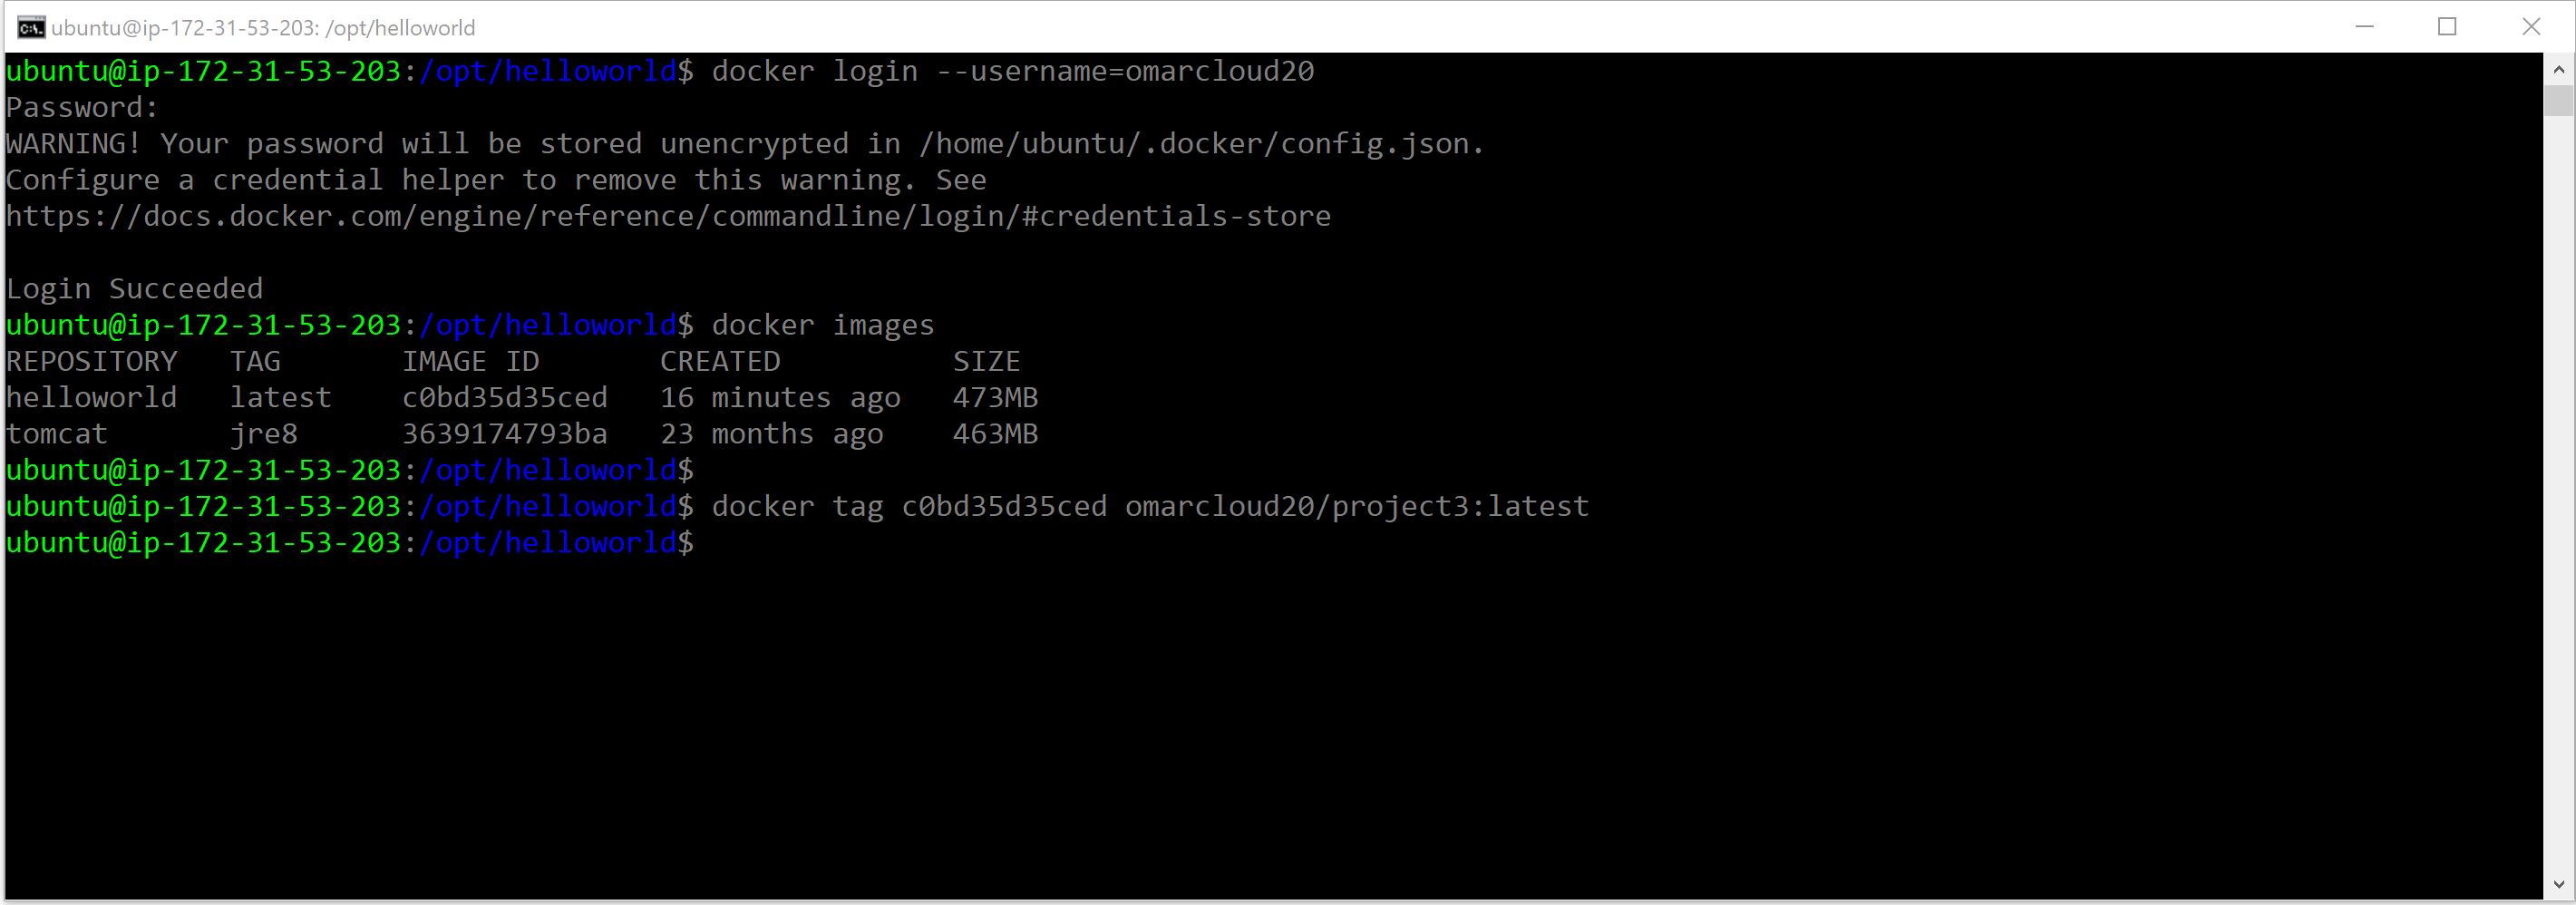 ubuntu@ip-172-31-53-203: /opt/helloworld
ubuntu@ip-172-31-53-203:/opt/helloworld$ docker login --username=omarcloud20
Password:
WARNING! Your password will be stored unencrypted in /home/ubuntu/.docker/config.json.
Configure a credential helper to remove this warning. See
https://docs.docker.com/engine/reference/commandline/login/#credentials-store
Login Succeeded
ubuntu@ip-172-31-53-203:/opt/helloworld$ docker images
REPOSITORY   TAG       IMAGE ID       CREATED          SIZE
helloworld   latest    c0bd35d35ced   16 minutes ago   473MB
tomcat       jre8      3639174793ba   23 months ago    463MB
ubuntu@ip-172-31-53-203:/opt/helloworld$
ubuntu@ip-172-31-53-203:/opt/helloworld$ docker tag c0bd35d35ced omarcloud20/project3:latest
ubuntu@ip-172-31-53-203:/opt/helloworld$